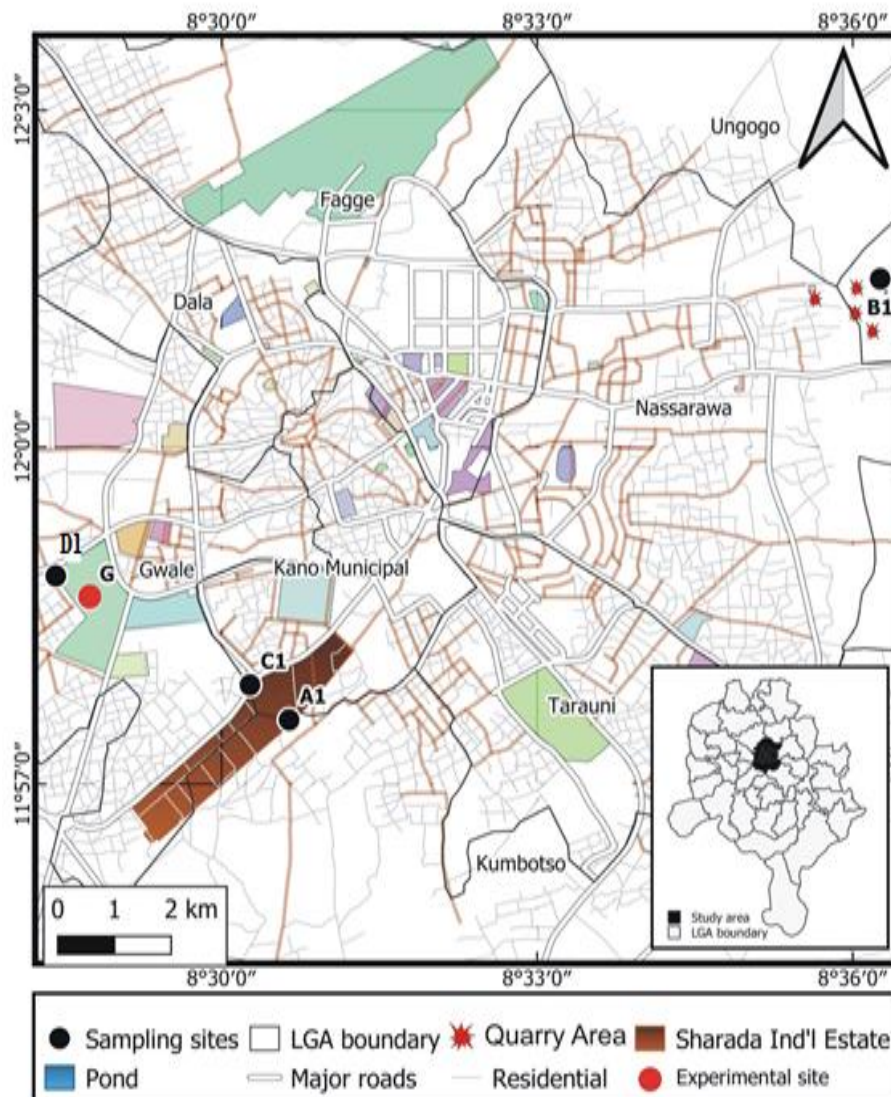 8°30′0″ 8°33′0″ 8°36′0″
12°3′0″
Ungogo
Fagge
Dala
B1
Nassarawa
12°0′0″
D1
G
Gwale
Kano Municipal
C1
A1
Tarauni
11°57′0″
Kumbotso
0 1 2 km
Study area
LGA boundary
8°30′0″ 8°33′0″ 8°36′0″
Sampling sites LGA boundary Quarry Area Sharada Ind'l Estate
Pond Major roads Residential Experimental site